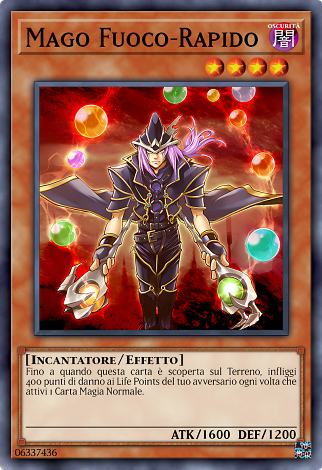 Mago Fuoco-Rapido
OSCURITÀ
闇
[Incantatore/Effetto]
Fino a quando questa carta è scoperta sul Terreno, infliggi
400 punti di danno ai Life Points del tuo avversario ogni volta che
attivi 1 Carta Magia Normale.
ATK/1600 DEF/1200
06337436